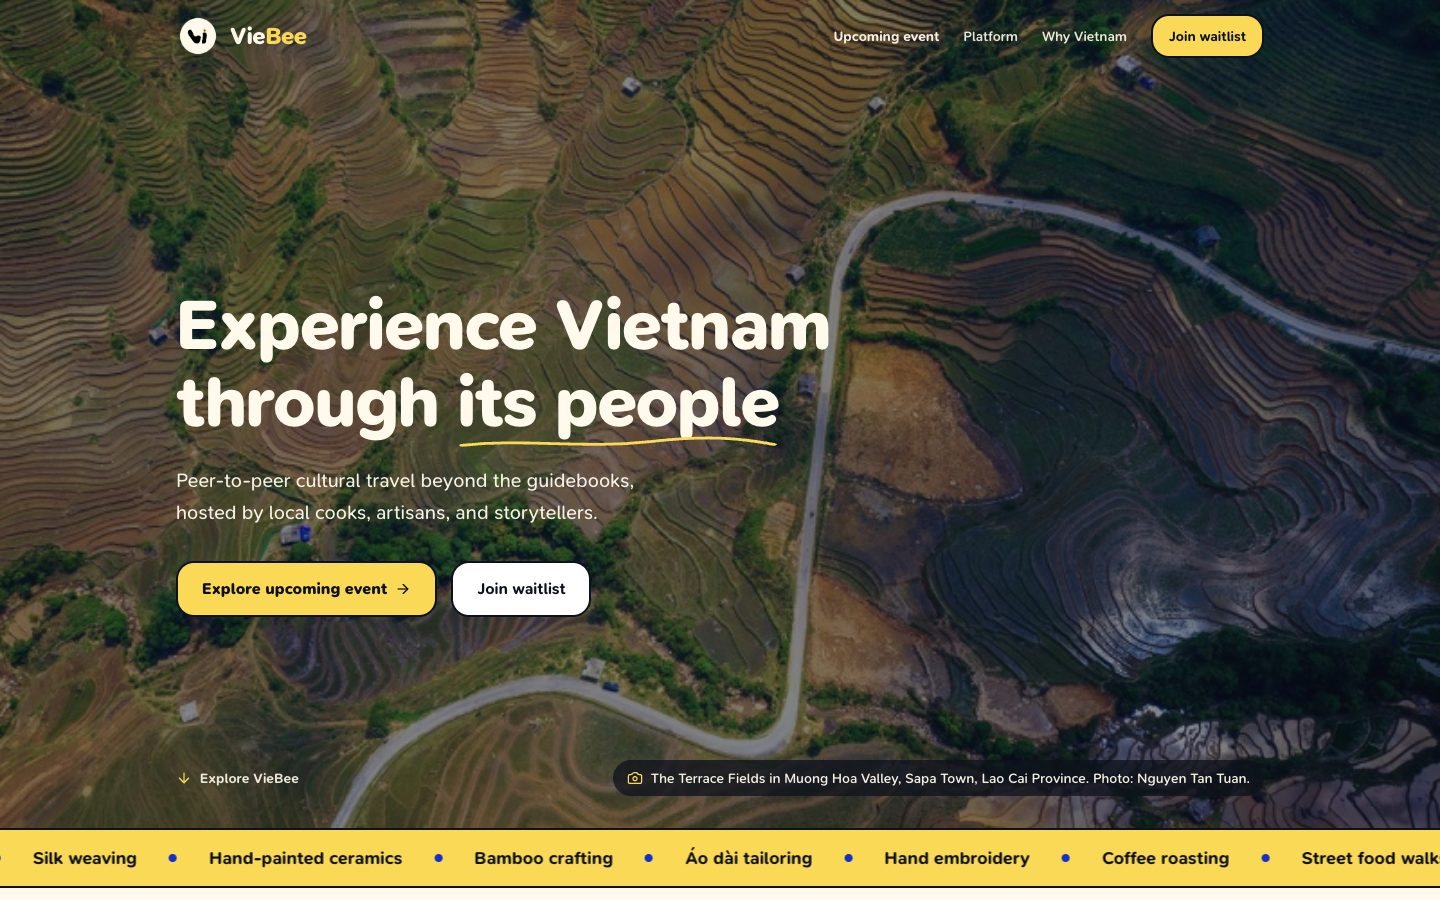 VieBee
Upcoming event
Platform
Why Vietnam
Join waitlist
Experience Vietnam
through its people
Peer-to-peer cultural travel beyond the guidebooks,
hosted by local cooks, artisans, and storytellers.
Explore upcoming event →
Join waitlist
↓ Explore VieBee
The Terrace Fields in Muong Hoa Valley, Sapa Town, Lao Cai Province. Photo: Nguyen Tan Tuan.
Silk weaving • Hand-painted ceramics • Bamboo crafting • Áo dài tailoring • Hand embroidery • Coffee roasting • Street food walk